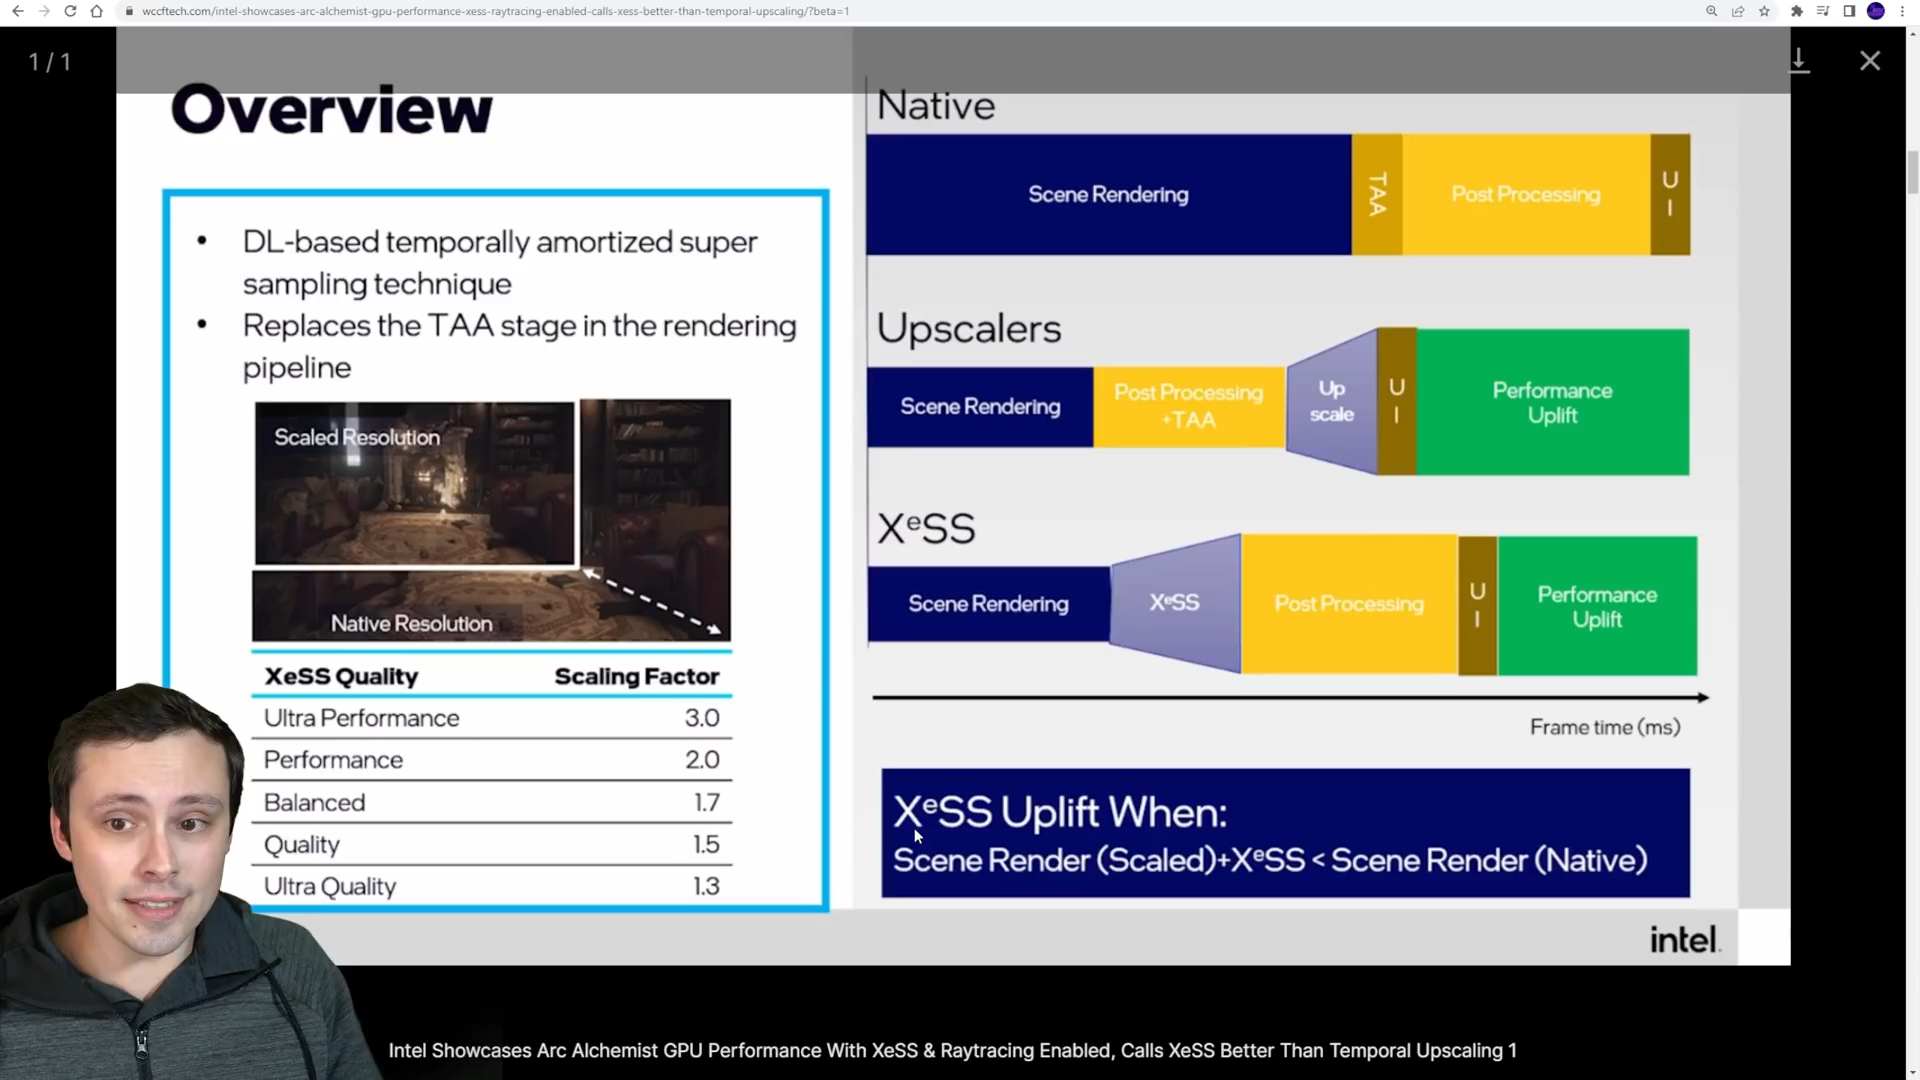 wccftech.com/intel-showcases-arc-alchemist-gpu-performance-xess-raytracing-enabled-calls-xess-better-than-temporal-upscaling/?beta=1
1 / 1
Overview
• DL-based temporally amortized super
sampling technique
• Replaces the TAA stage in the rendering
pipeline
Scaled Resolution
Native Resolution
XeSS Quality Scaling Factor
Ultra Performance 3.0
Performance 2.0
Balanced 1.7
Quality 1.5
Ultra Quality 1.3
Native
Scene Rendering TAA Post Processing UI
Upscalers
Scene Rendering
Post Processing
+TAA
Up
scale
UI
Performance
Uplift
XᵉSS
Scene Rendering XᵉSS Post Processing UI
Performance
Uplift
Frame time (ms)
XᵉSS Uplift When:
Scene Render (Scaled)+XᵉSS < Scene Render (Native)
intel.
Intel Showcases Arc Alchemist GPU Performance With XeSS & Raytracing Enabled, Calls XeSS Better Than Temporal Upscaling 1